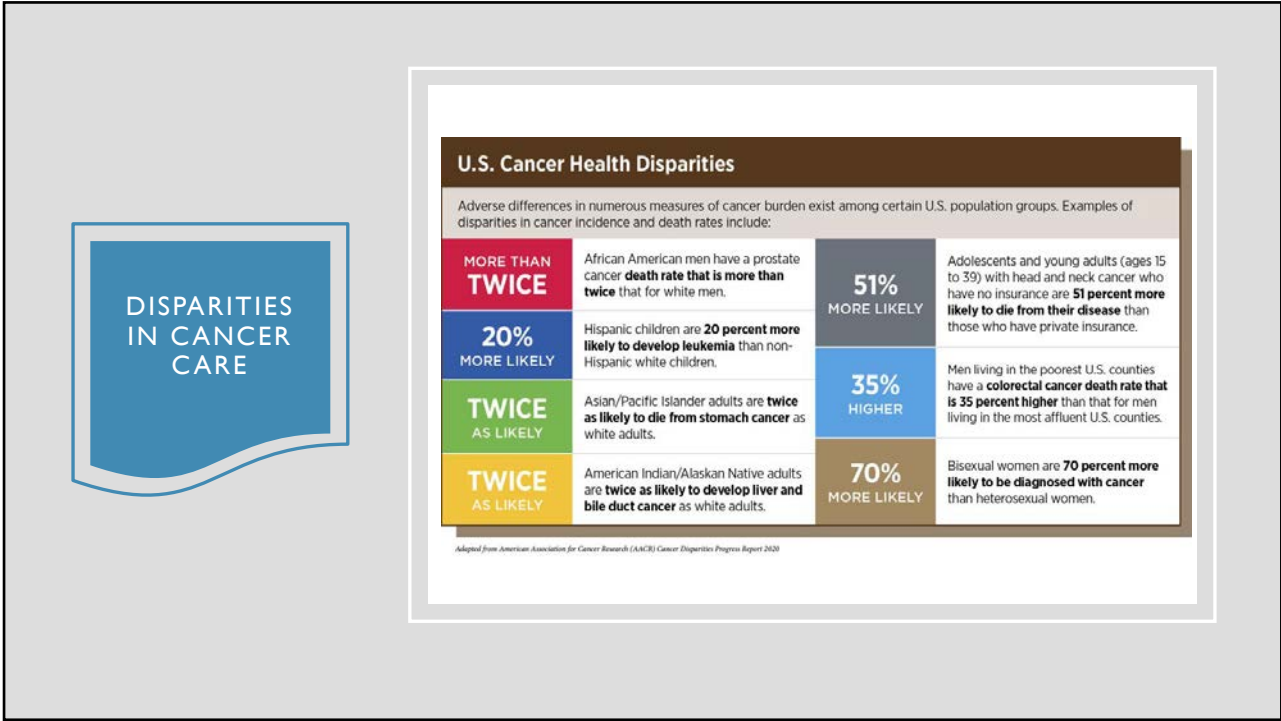 DISPARITIES
IN CANCER
CARE
U.S. Cancer Health Disparities
Adverse differences in numerous measures of cancer burden exist among certain U.S. population groups. Examples of
disparities in cancer incidence and death rates include:
MORE THAN
TWICE
African American men have a prostate
cancer death rate that is more than
twice that for white men.
20%
MORE LIKELY
Hispanic children are 20 percent more
likely to develop leukemia than non-
Hispanic white children.
TWICE
AS LIKELY
Asian/Pacific Islander adults are twice
as likely to die from stomach cancer as
white adults.
TWICE
AS LIKELY
American Indian/Alaskan Native adults
are twice as likely to develop liver and
bile duct cancer as white adults.
51%
MORE LIKELY
Adolescents and young adults (ages 15
to 39) with head and neck cancer who
have no insurance are 51 percent more
likely to die from their disease than
those who have private insurance.
35%
HIGHER
Men living in the poorest U.S. counties
have a colorectal cancer death rate that
is 35 percent higher than that for men
living in the most affluent U.S. counties.
70%
MORE LIKELY
Bisexual women are 70 percent more
likely to be diagnosed with cancer
than heterosexual women.
Adapted from American Association for Cancer Research (AACR) Cancer Disparities Progress Report 2020